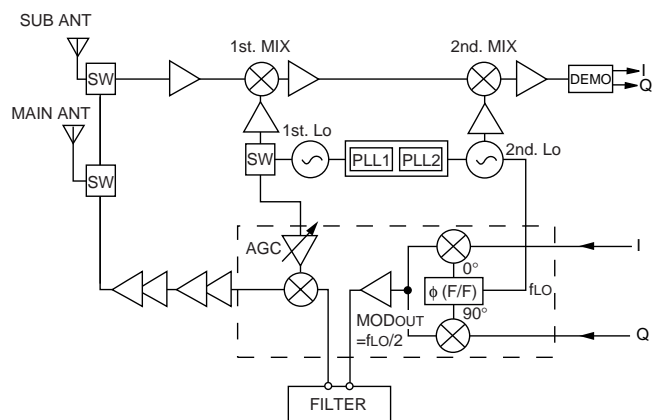 SUB ANT
1st. MIX
2nd. MIX
SW
DEMO
I
Q
MAIN ANT
1st. Lo
2nd. Lo
SW
SW
PLL1
PLL2
AGC
I
0°
ϕ (F/F)
fLO
90°
MODOUT
=fLO/2
Q
FILTER